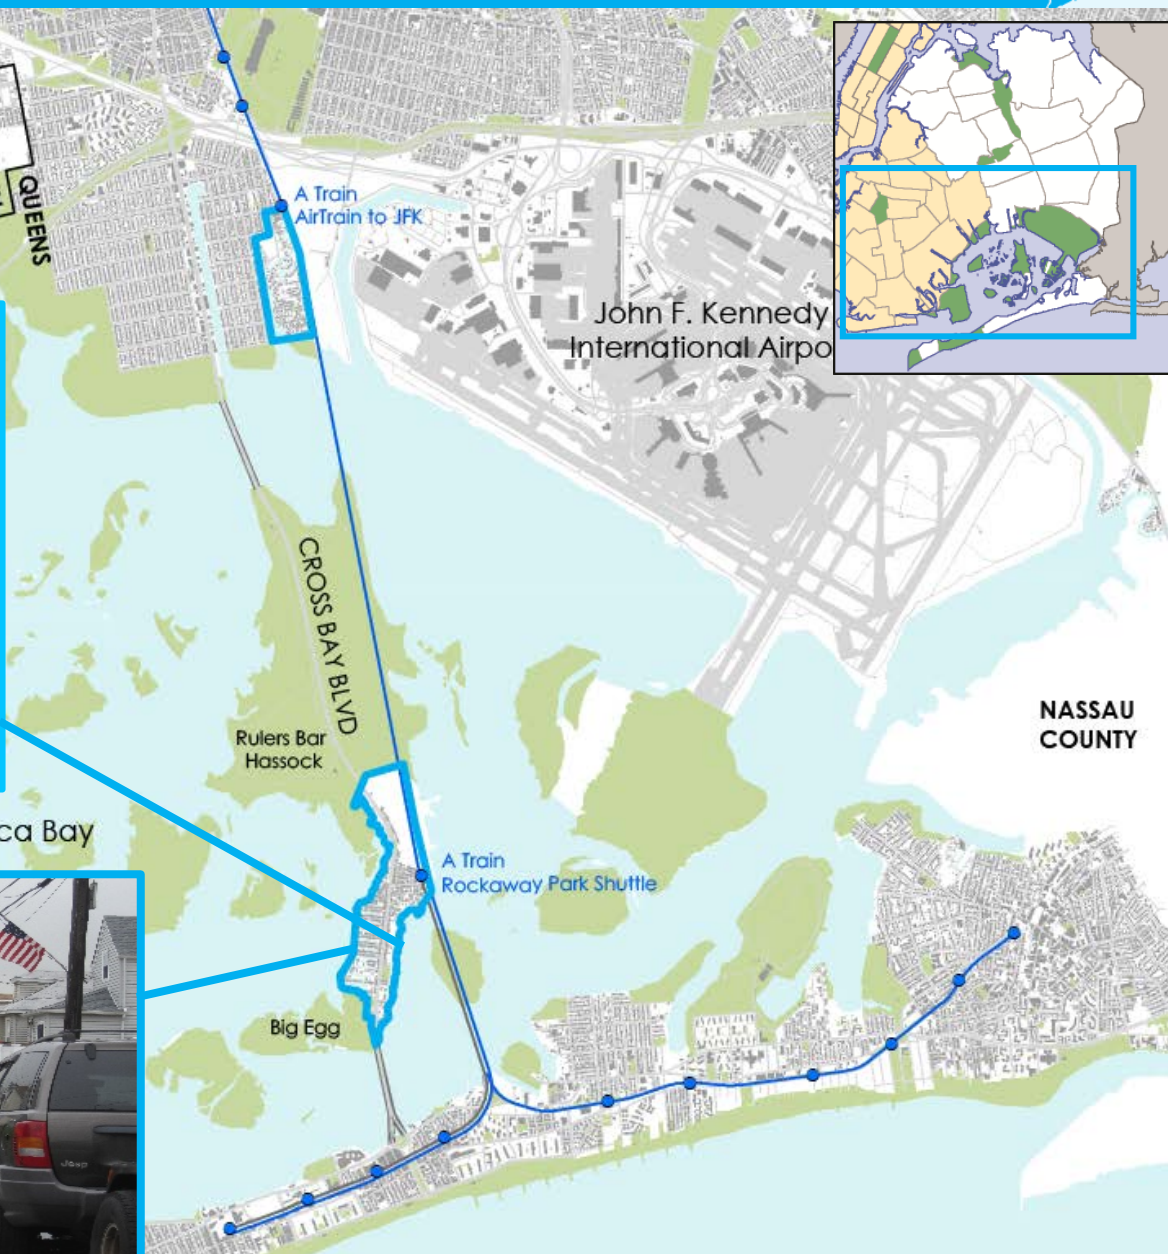 QUEENS
A Train
AirTrain to JFK
John F. Kennedy
International Airpo
CROSS BAY BLVD
Rulers Bar
Hassock
NASSAU
COUNTY
ca Bay
A Train
Rockaway Park Shuttle
Big Egg
Jeep